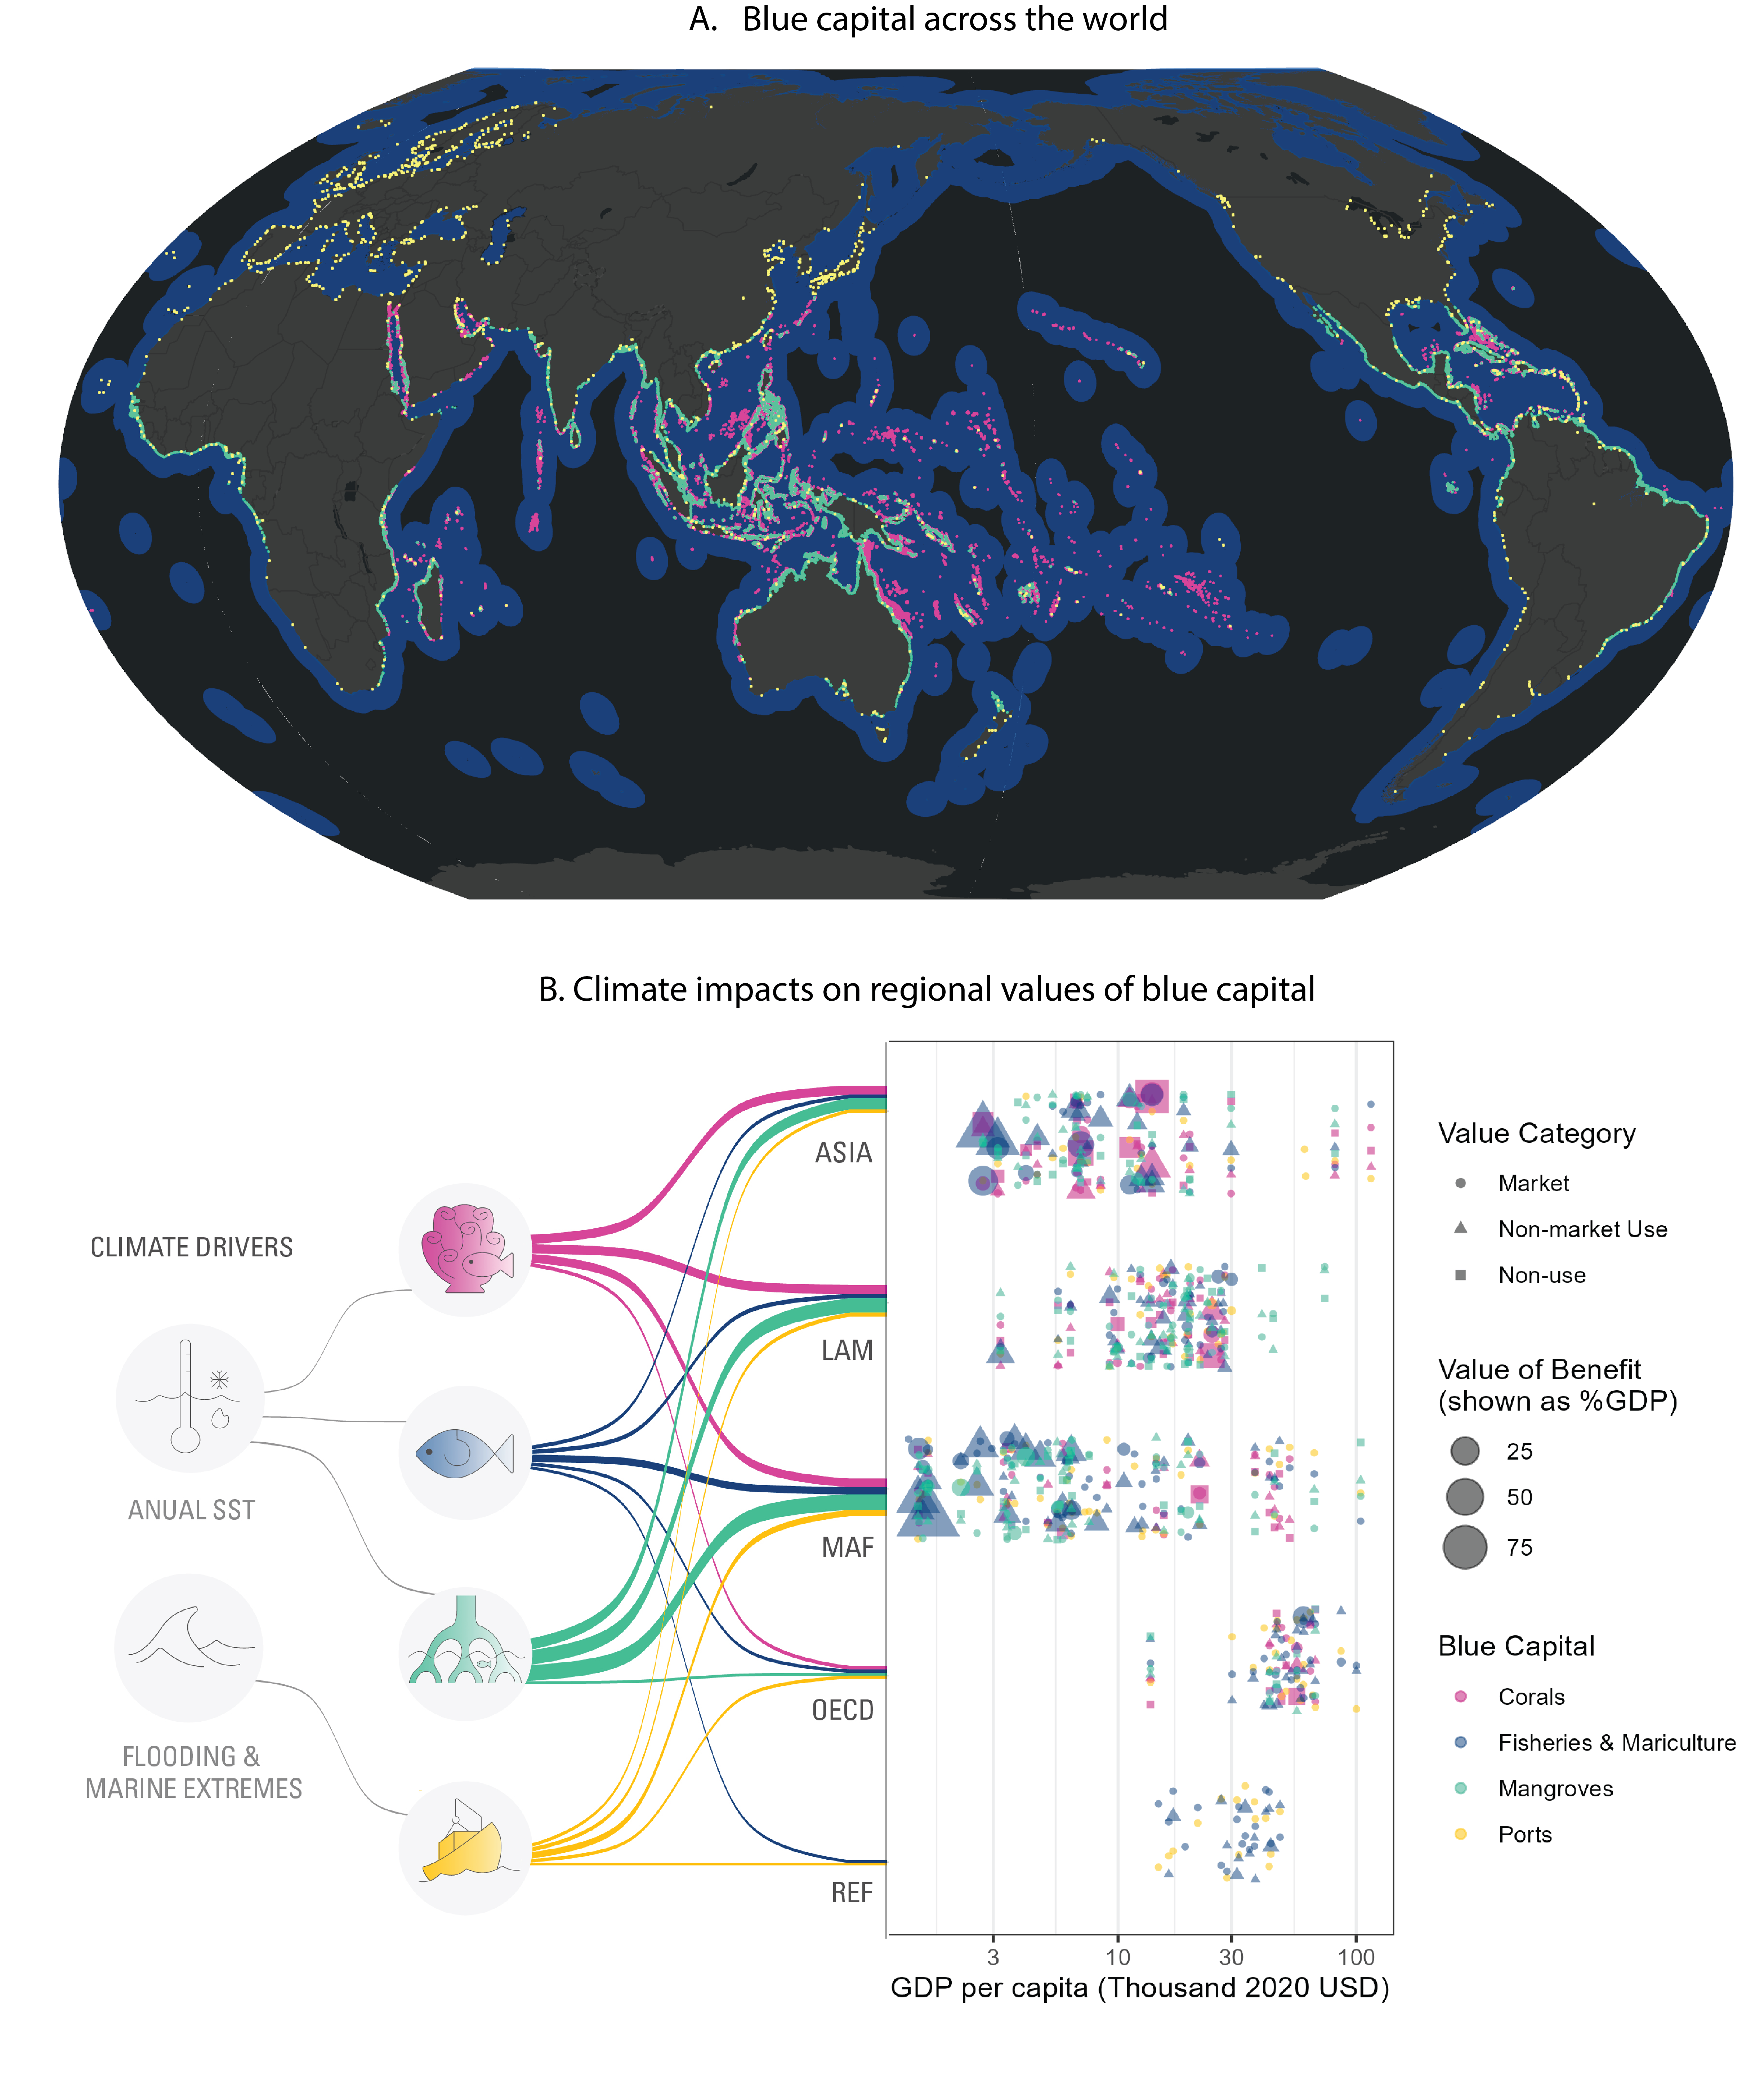 A. Blue capital across the world
B. Climate impacts on regional values of blue capital
CLIMATE DRIVERS
ANUAL SST
FLOODING &
MARINE EXTREMES
ASIA
LAM
MAF
OECD
REF
3 10 30 100
GDP per capita (Thousand 2020 USD)
Value Category
Market
Non-market Use
Non-use
Value of Benefit
(shown as %GDP)
25
50
75
Blue Capital
Corals
Fisheries & Mariculture
Mangroves
Ports